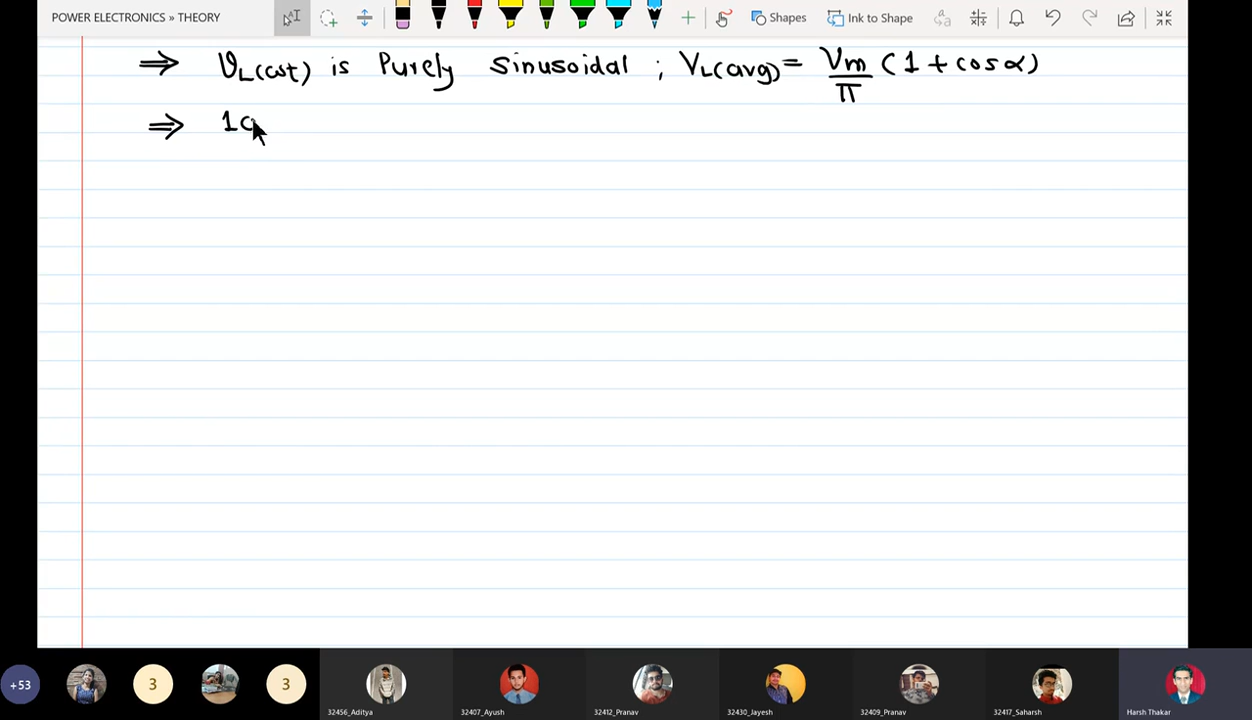 POWER ELECTRONICS » THEORY
Shapes
Ink to Shape
⇒ VL(ωt) is Purely sinusoidal ; VL(avg) = Vm/π (1 + cosα)
⇒ 1
+53
3
3
32456_Aditya
32407_Ayush
32412_Pranav
32430_Jayesh
32409_Pranav
32417_Saharsh
Harsh Thakar